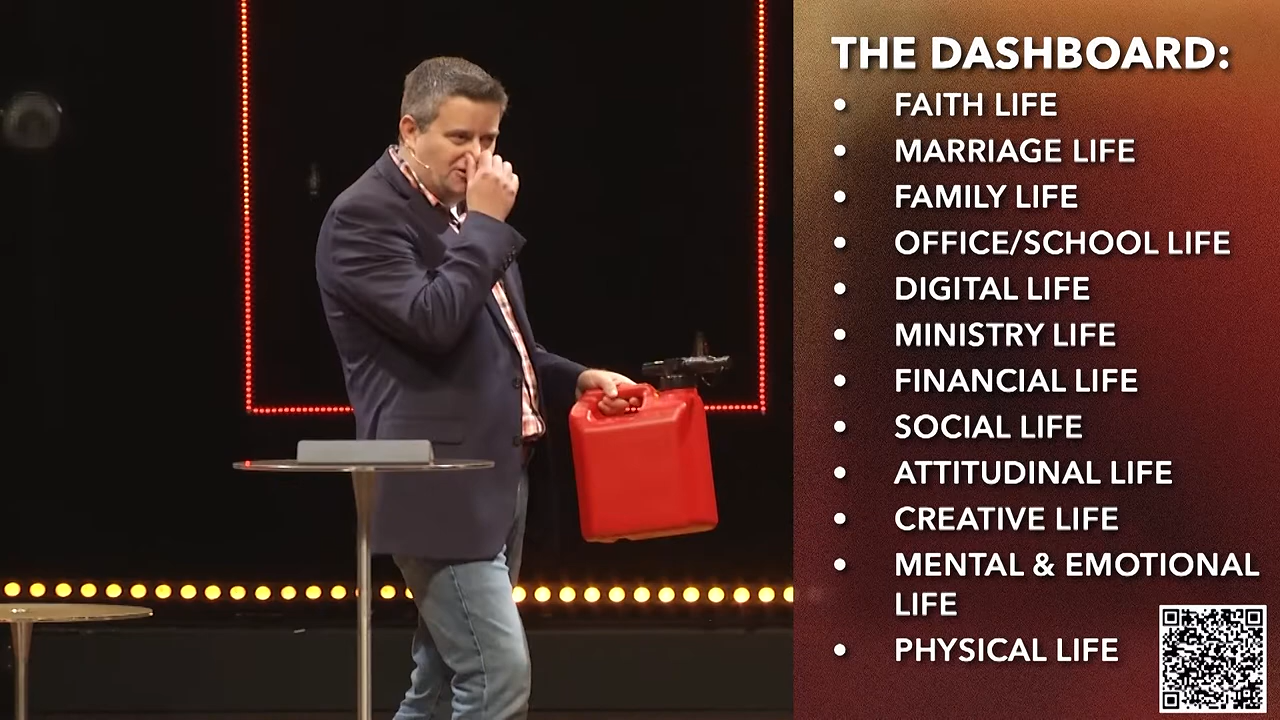 THE DASHBOARD:
• FAITH LIFE
• MARRIAGE LIFE
• FAMILY LIFE
• OFFICE/SCHOOL LIFE
• DIGITAL LIFE
• MINISTRY LIFE
• FINANCIAL LIFE
• SOCIAL LIFE
• ATTITUDINAL LIFE
• CREATIVE LIFE
• MENTAL & EMOTIONAL
LIFE
• PHYSICAL LIFE